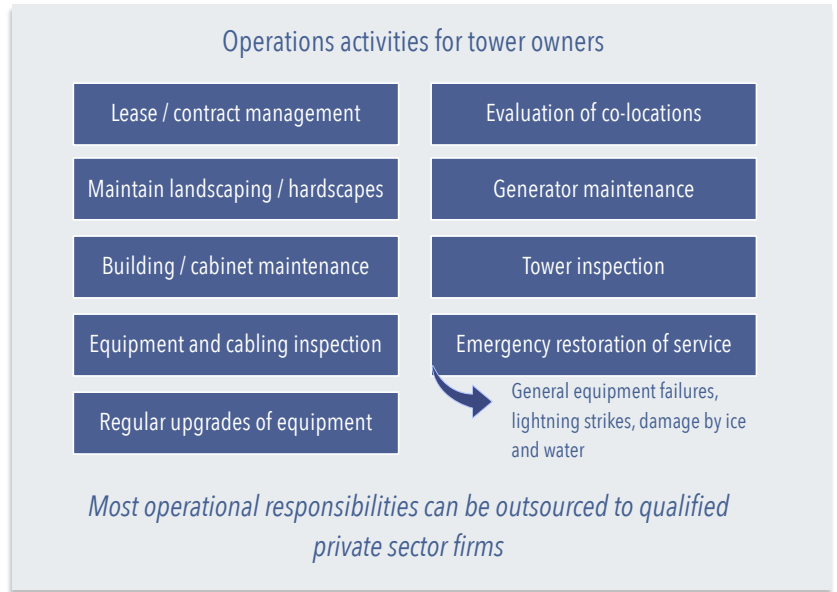 Operations activities for tower owners
Lease / contract management
Evaluation of co-locations
Maintain landscaping / hardscapes
Generator maintenance
Building / cabinet maintenance
Tower inspection
Equipment and cabling inspection
Emergency restoration of service
Regular upgrades of equipment
General equipment failures,
lightning strikes, damage by ice
and water
Most operational responsibilities can be outsourced to qualified
private sector firms